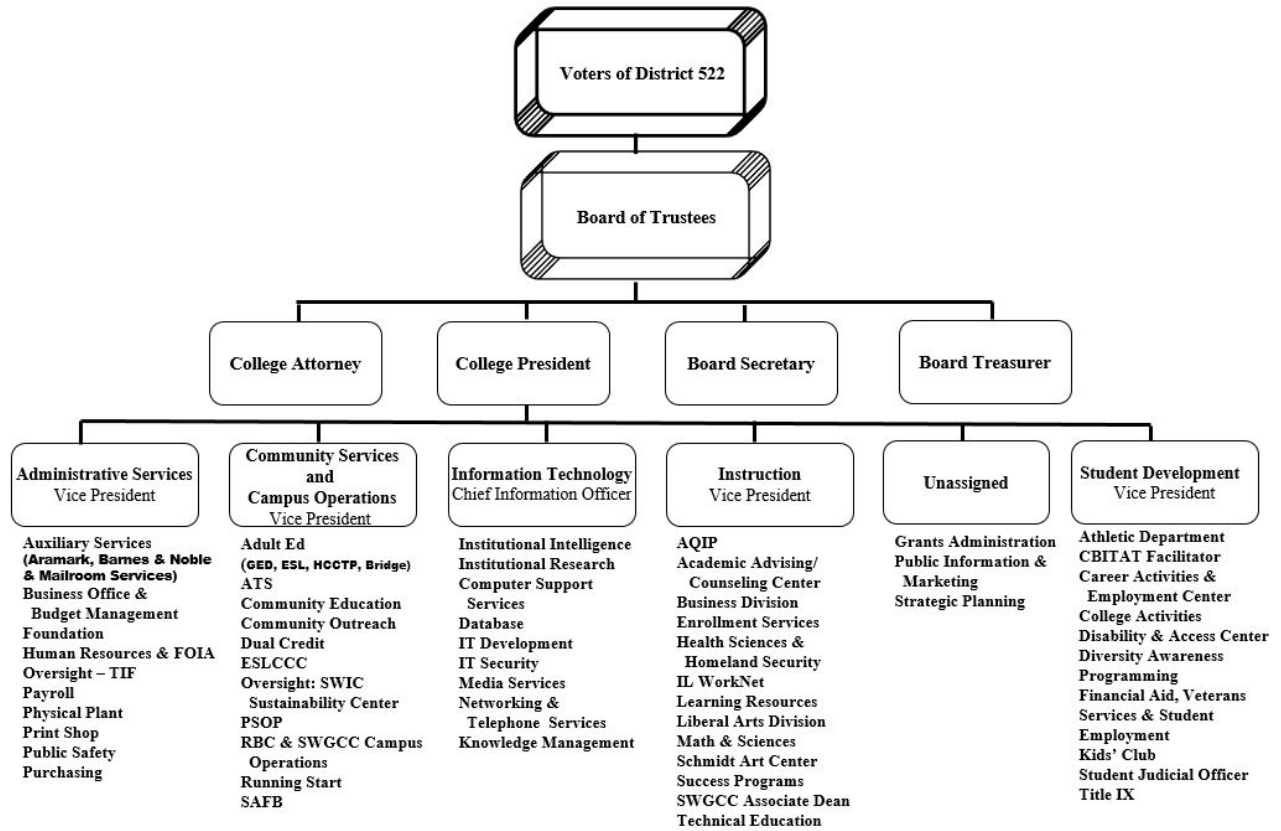 Voters of District 522
Board of Trustees
College Attorney
College President
Board Secretary
Board Treasurer
Administrative Services
Vice President
Auxiliary Services
(Aramark, Barnes & Noble
& Mailroom Services)
Business Office &
Budget Management
Foundation
Human Resources & FOIA
Oversight – TIF
Payroll
Physical Plant
Print Shop
Public Safety
Purchasing
Community Services
and
Campus Operations
Vice President
Adult Ed
(GED, ESL, HCCTP, Bridge)
ATS
Community Education
Community Outreach
Dual Credit
ESLCCC
Oversight: SWIC
Sustainability Center
PSOP
RBC & SWGCC Campus
Operations
Running Start
SAFB
Information Technology
Chief Information Officer
Institutional Intelligence
Institutional Research
Computer Support
Services
Database
IT Development
IT Security
Media Services
Networking &
Telephone Services
Knowledge Management
Instruction
Vice President
AQIP
Academic Advising/
Counseling Center
Business Division
Enrollment Services
Health Sciences &
Homeland Security
IL WorkNet
Learning Resources
Liberal Arts Division
Math & Sciences
Schmidt Art Center
Success Programs
SWGCC Associate Dean
Technical Education
Unassigned
Grants Administration
Public Information &
Marketing
Strategic Planning
Student Development
Vice President
Athletic Department
CBITAT Facilitator
Career Activities &
Employment Center
College Activities
Disability & Access Center
Diversity Awareness
Programming
Financial Aid, Veterans
Services & Student
Employment
Kids' Club
Student Judicial Officer
Title IX